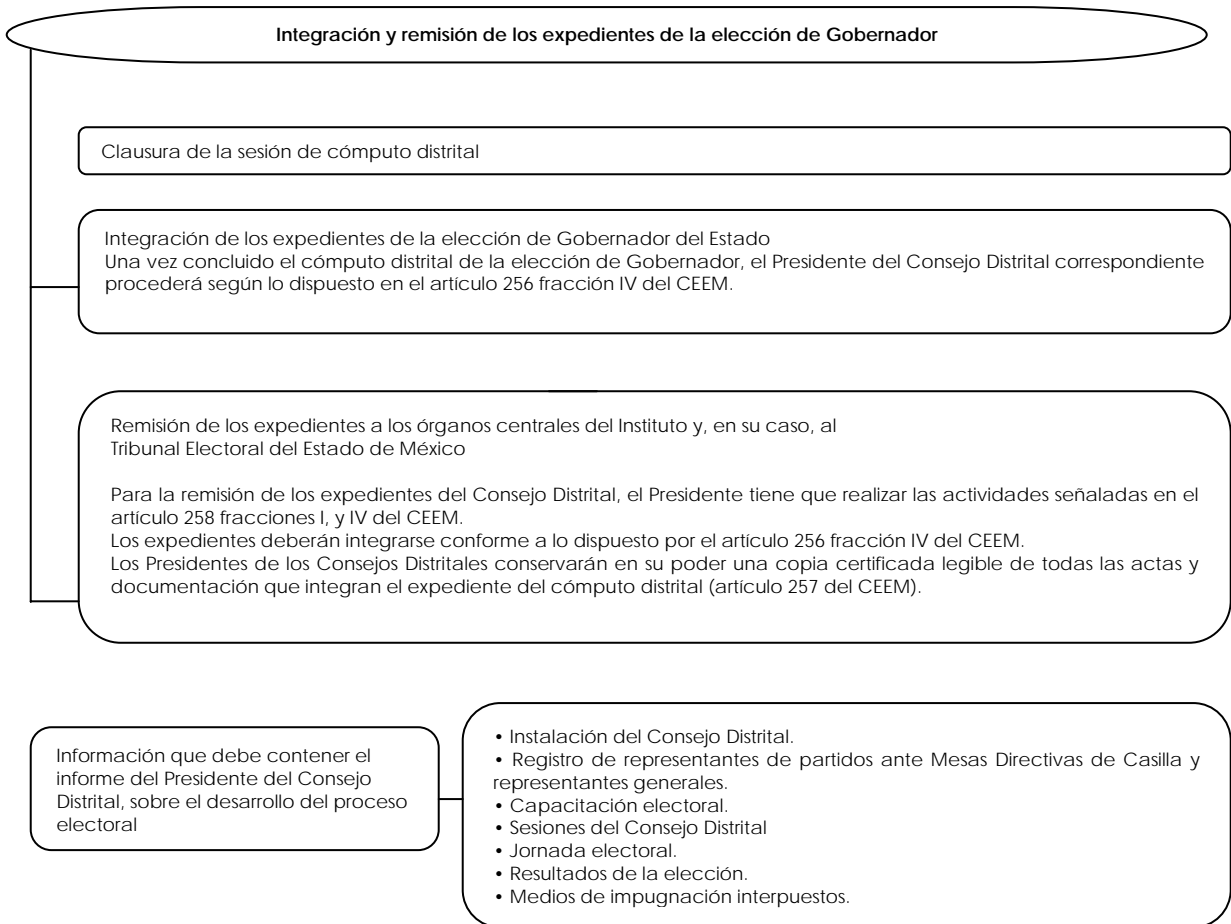 Integración y remisión de los expedientes de la elección de Gobernador
Clausura de la sesión de cómputo distrital
Integración de los expedientes de la elección de Gobernador del Estado
Una vez concluido el cómputo distrital de la elección de Gobernador, el Presidente del Consejo Distrital correspondiente
procederá según lo dispuesto en el artículo 256 fracción IV del CEEM.
Remisión de los expedientes a los órganos centrales del Instituto y, en su caso, al
Tribunal Electoral del Estado de México
Para la remisión de los expedientes del Consejo Distrital, el Presidente tiene que realizar las actividades señaladas en el
artículo 258 fracciones I, y IV del CEEM.
Los expedientes deberán integrarse conforme a lo dispuesto por el artículo 256 fracción IV del CEEM.
Los Presidentes de los Consejos Distritales conservarán en su poder una copia certificada legible de todas las actas y
documentación que integran el expediente del cómputo distrital (artículo 257 del CEEM).
Información que debe contener el
informe del Presidente del Consejo
Distrital, sobre el desarrollo del proceso
electoral
• Instalación del Consejo Distrital.
• Registro de representantes de partidos ante Mesas Directivas de Casilla y
representantes generales.
• Capacitación electoral.
• Sesiones del Consejo Distrital
• Jornada electoral.
• Resultados de la elección.
• Medios de impugnación interpuestos.